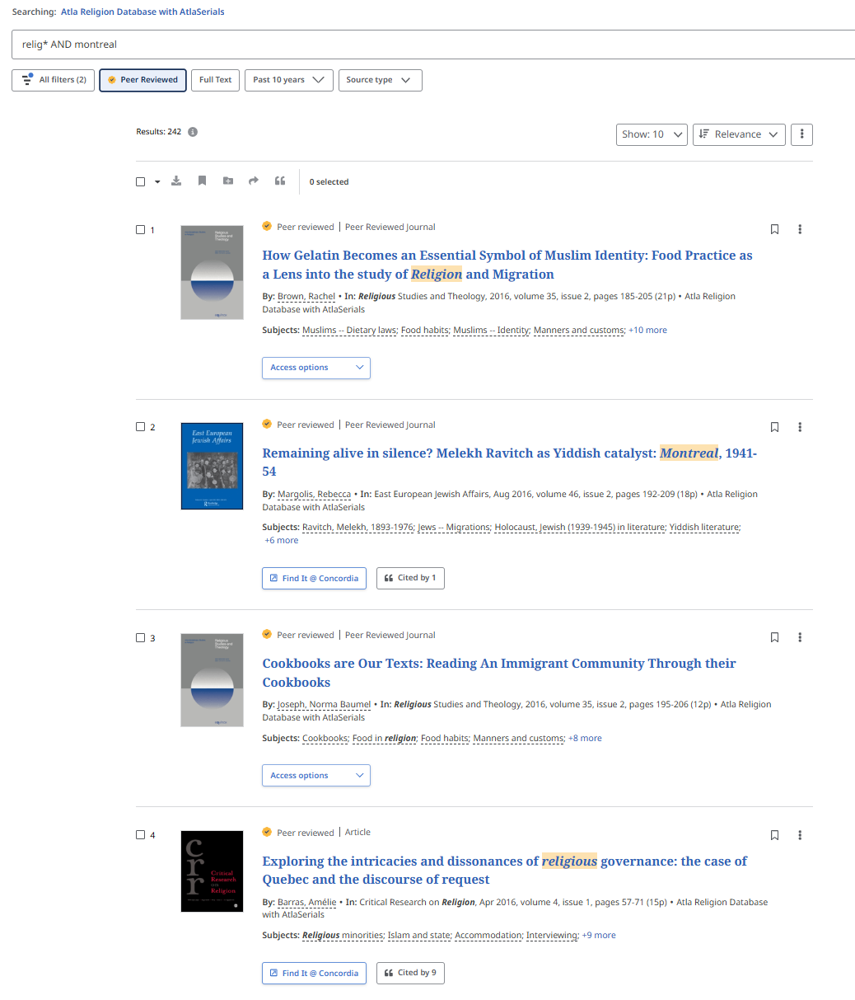 Searching: Atla Religion Database with AtlaSerials
relig* AND montreal
All filters (2) Peer Reviewed Full Text Past 10 years Source type
Results: 242
Show: 10 Relevance
0 selected
1
Religious
Studies and
Theology
Peer reviewed | Peer Reviewed Journal
How Gelatin Becomes an Essential Symbol of Muslim Identity: Food Practice as
a Lens into the study of Religion and Migration
By: Brown, Rachel • In: Religious Studies and Theology, 2016, volume 35, issue 2, pages 185-205 (21p) • Atla Religion
Database with AtlaSerials
Subjects: Muslims -- Dietary laws; Food habits; Muslims -- Identity; Manners and customs; +10 more
Access options
2
East European
Jewish Affairs
Peer reviewed | Peer Reviewed Journal
Remaining alive in silence? Melekh Ravitch as Yiddish catalyst: Montreal, 1941-
54
By: Margolis, Rebecca • In: East European Jewish Affairs, Aug 2016, volume 46, issue 2, pages 192-209 (18p) • Atla Religion
Database with AtlaSerials
Subjects: Ravitch, Melekh, 1893-1976; Jews -- Migrations; Holocaust, Jewish (1939-1945) in literature; Yiddish literature;
+6 more
Find It @ Concordia Cited by 1
3
Religious
Studies and
Theology
Peer reviewed | Peer Reviewed Journal
Cookbooks are Our Texts: Reading An Immigrant Community Through their
Cookbooks
By: Joseph, Norma Baumel • In: Religious Studies and Theology, 2016, volume 35, issue 2, pages 195-206 (12p) • Atla Religion
Database with AtlaSerials
Subjects: Cookbooks; Food in religion; Food habits; Manners and customs; +8 more
Access options
4
crr
Critical
Research
on
Religion
Peer reviewed | Article
Exploring the intricacies and dissonances of religious governance: the case of
Quebec and the discourse of request
By: Barras, Amélie • In: Critical Research on Religion, Apr 2016, volume 4, issue 1, pages 57-71 (15p) • Atla Religion Database
with AtlaSerials
Subjects: Religious minorities; Islam and state; Accommodation; Interviewing; +9 more
Find It @ Concordia Cited by 9